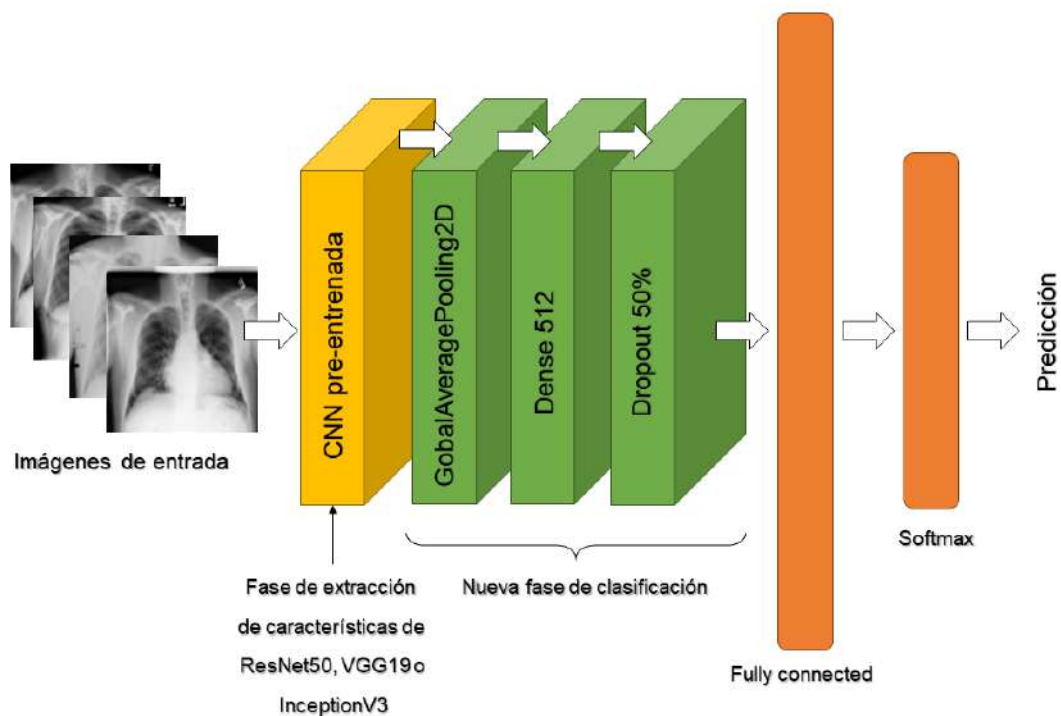 Imágenes de entrada
CNN pre-entrenada
GobalAveragePooling2D
Dense 512
Dropout 50%
Fase de extracción
de características de
ResNet50, VGG19 o
InceptionV3
Nueva fase de clasificación
Fully connected
Softmax
Predicción